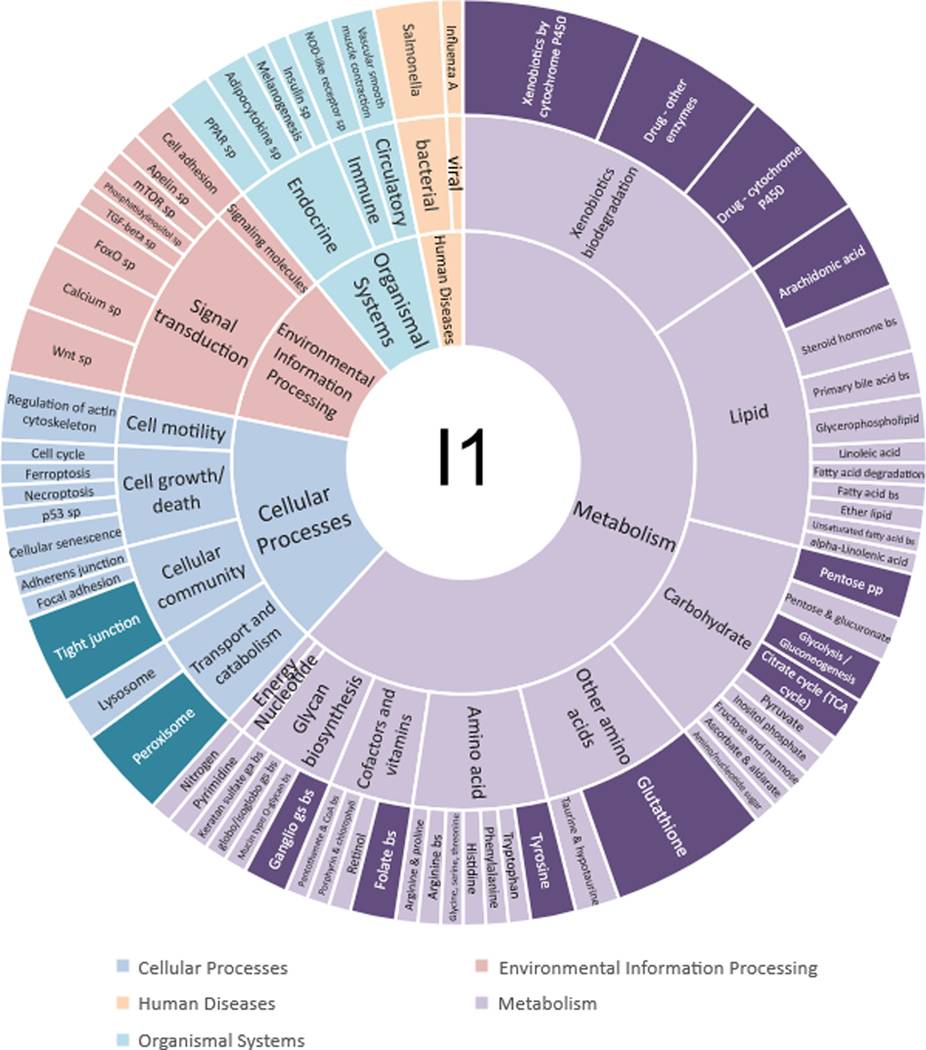 I1
Metabolism
Cellular
Processes
Environmental
Information
Processing
Organismal
Systems
Human Diseases
Xenobiotics
biodegradation
Lipid
Carbohydrate
Other amino
acids
Amino acid
Cofactors and
vitamins
Glycan
biosynthesis
Nucleotide
Energy
Transport and
catabolism
Cellular
community
Cell growth/
death
Cell motility
Signal
transduction
Signaling molecules
Endocrine
Immune
Circulatory
bacterial
viral
Xenobiotics by
cytochrome P450
Drug - other
enzymes
Drug - cytochrome
P450
Arachidonic acid
Steroid hormone bs
Primary bile acid bs
Glycerophospholipid
Linoleic acid
Fatty acid degradation
Fatty acid bs
Ether lipid
Unsaturated fatty acid bs
alpha-Linolenic acid
Pentose pp
Pentose & glucuronate
Glycolysis /
Gluconeogenesis
Citrate cycle (TCA
cycle)
Pyruvate
Inositol phosphate
Fructose and mannose
Ascorbate & aldarate
Amino/nucleotide sugar
Glutathione
Taurine & hypotaurine
Tyrosine
Tryptophan
Phenylalanine
Histidine
Glycine, serine, threonine
Arginine bs
Arginine & proline
Folate bs
Retinol
Porphyrin & chlorophyll
Pantothenate & CoA bs
Ganglio gs bs
Mucin type O-glycan bs
globo/isoglobo gs bs
Keratan sulfate ga bs
Pyrimidine
Nitrogen
Peroxisome
Lysosome
Tight junction
Focal adhesion
Adherens junction
Cellular senescence
p53 sp
Necroptosis
Ferroptosis
Cell cycle
Regulation of actin
cytoskeleton
Wnt sp
Calcium sp
FoxO sp
TGF-beta sp
Phosphatidylinositol sp
mTOR sp
Apelin sp
Cell adhesion
PPAR sp
Adipocytokine sp
Melanogenesis
Insulin sp
NOD-like receptor sp
Vascular smooth
muscle contraction
Salmonella
Influenza A
Cellular Processes
Environmental Information Processing
Human Diseases
Metabolism
Organismal Systems